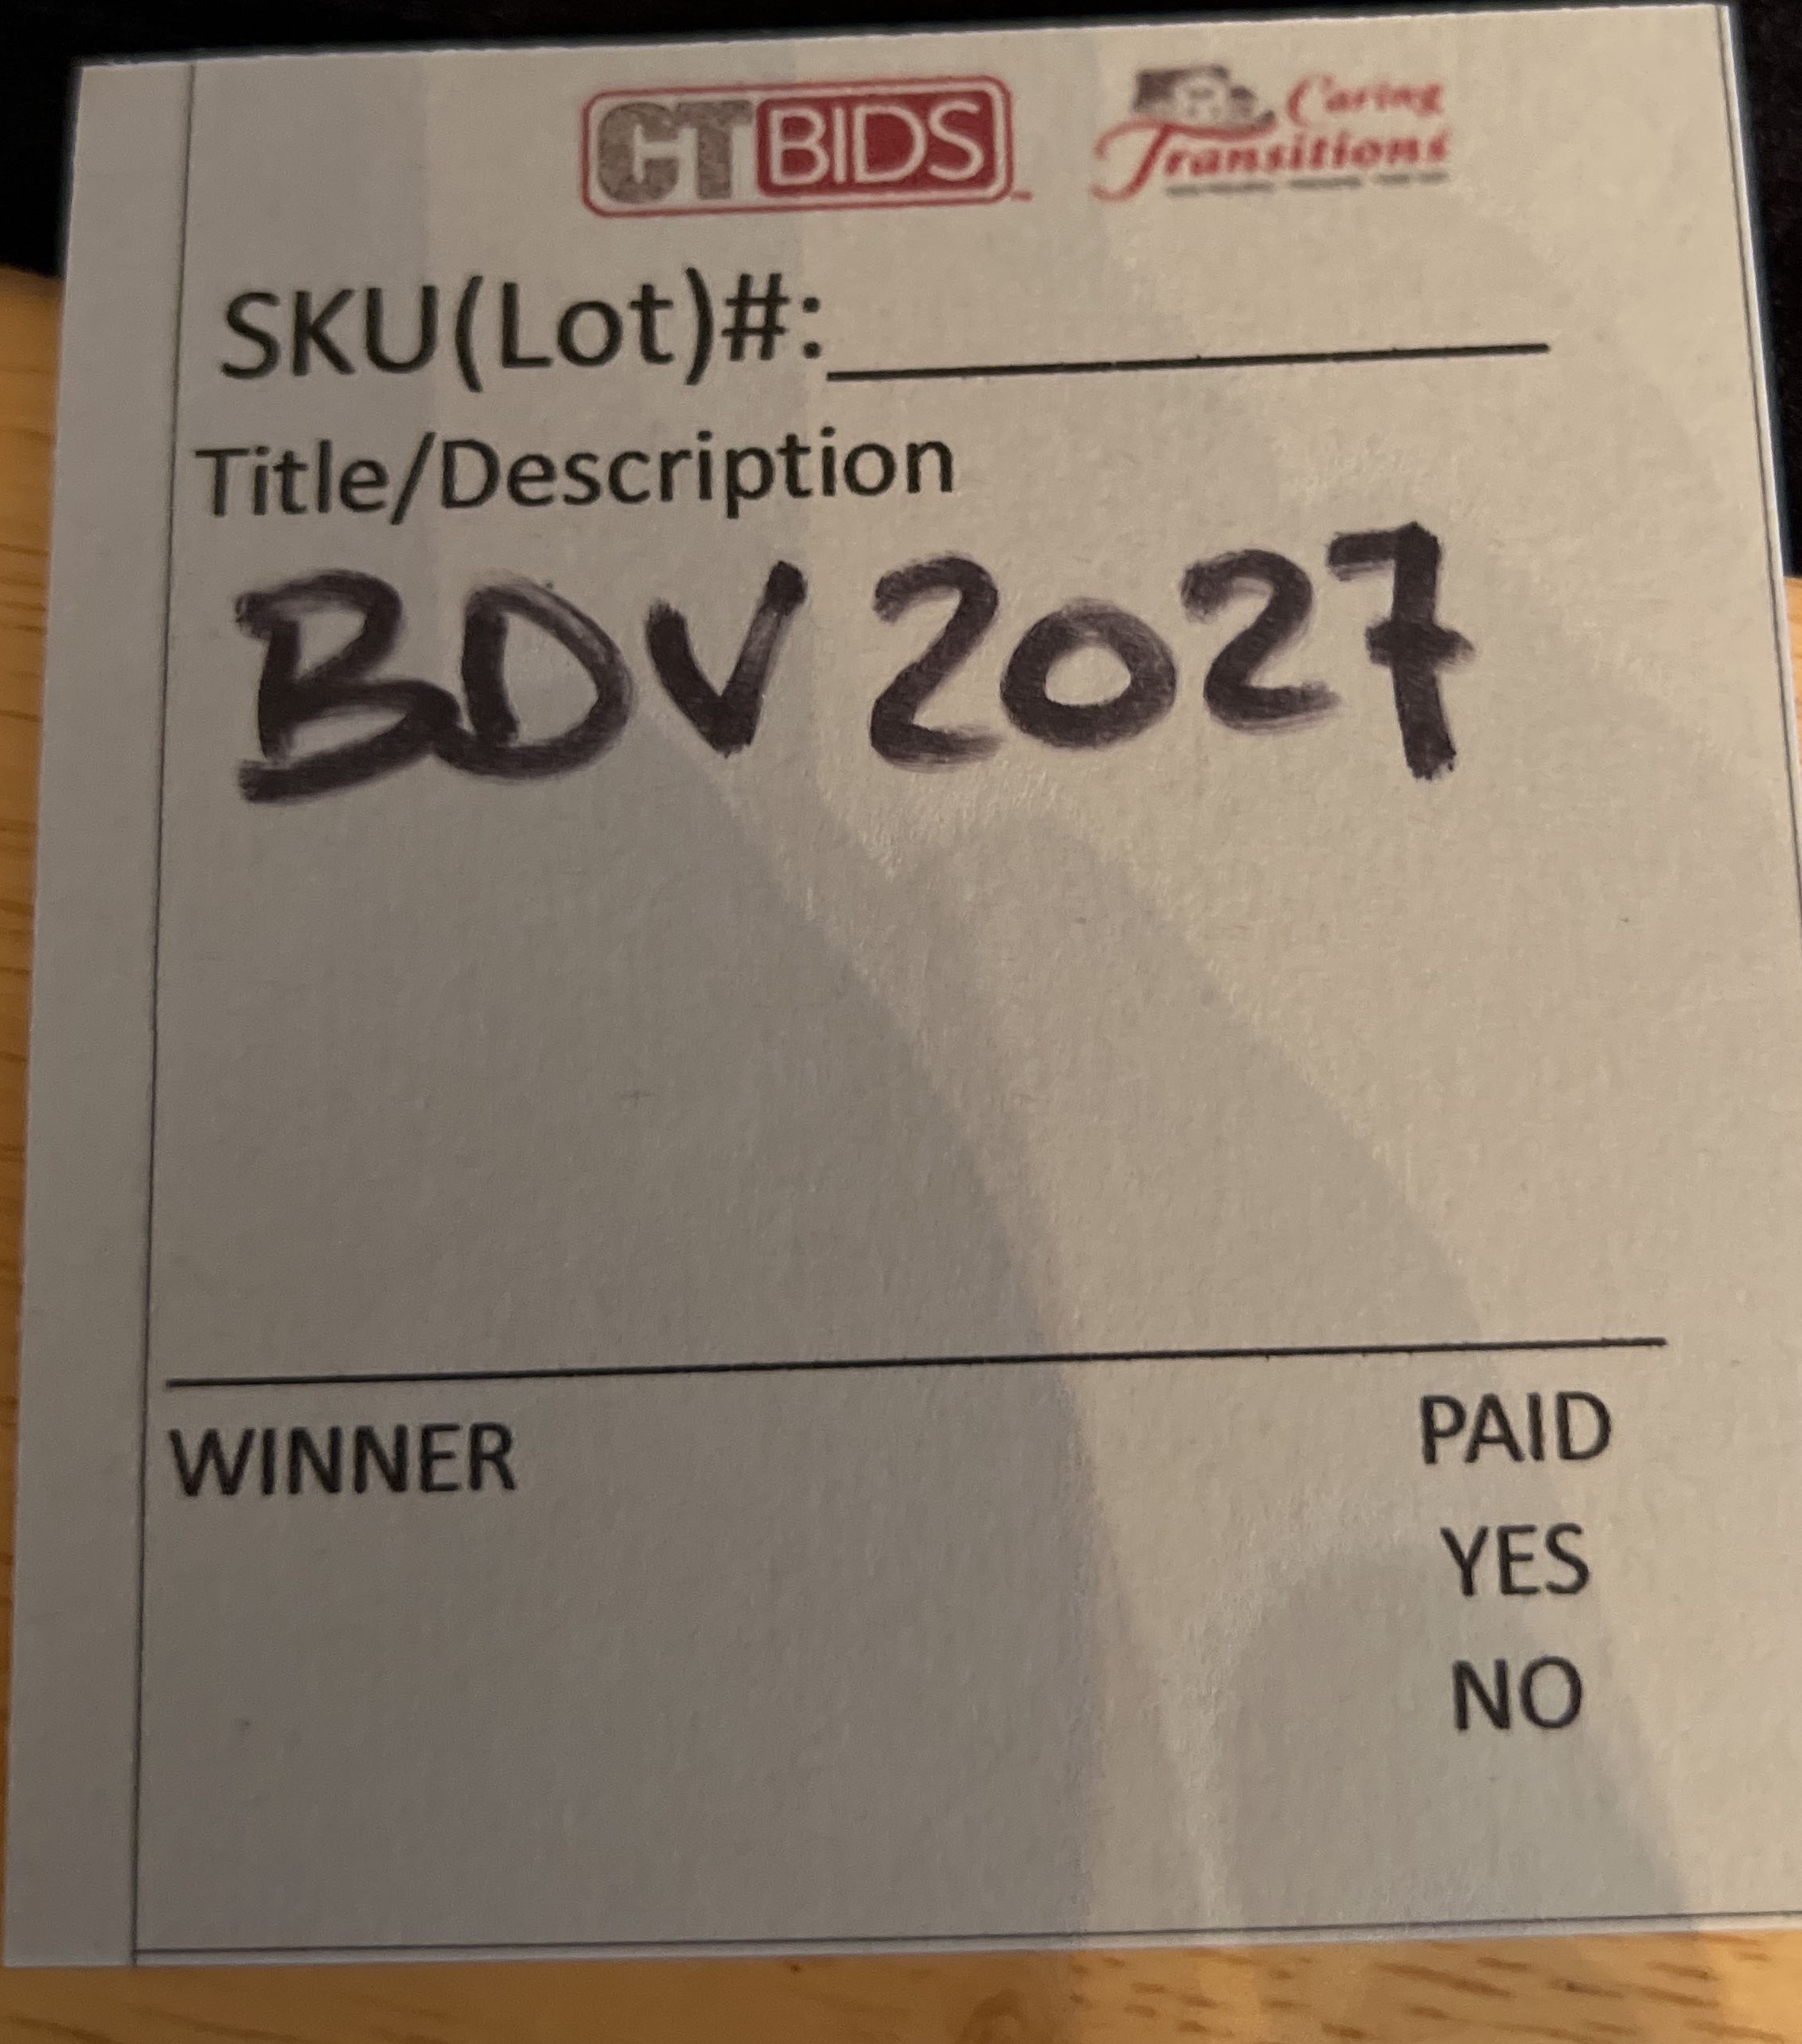 CTBIDS Caring
Transitions
SKU(Lot)#:
Title/Description
BDV 2027
WINNER PAID
YES
NO